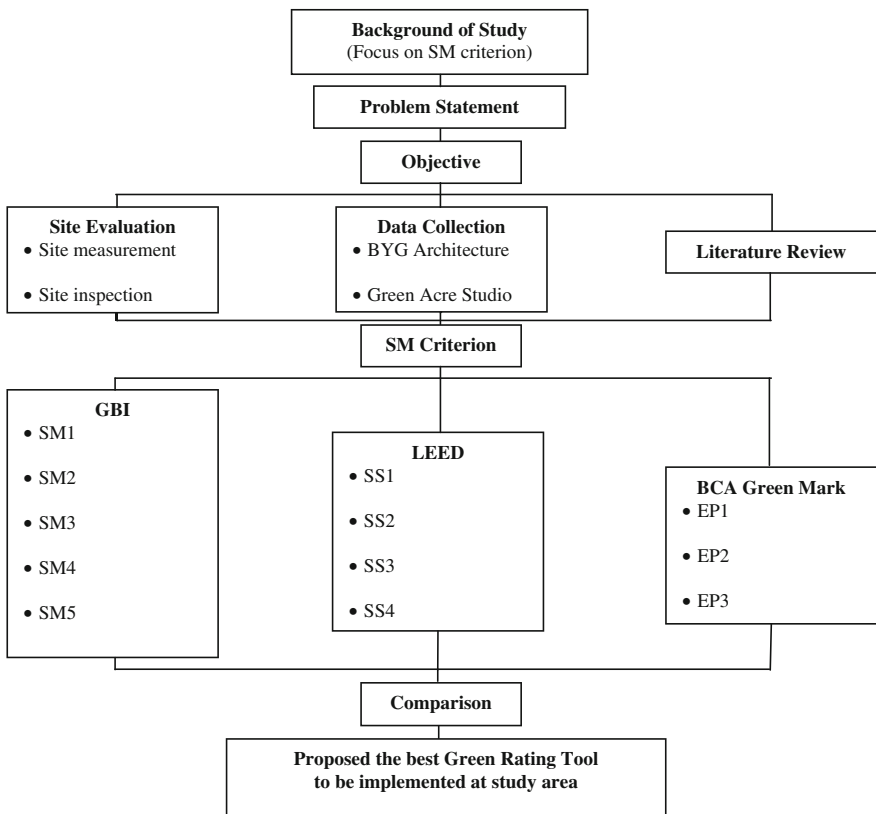 Background of Study
(Focus on SM criterion)
Problem Statement
Objective
Site Evaluation
• Site measurement
• Site inspection
Data Collection
• BYG Architecture
• Green Acre Studio
Literature Review
SM Criterion
GBI
• SM1
• SM2
• SM3
• SM4
• SM5
LEED
• SS1
• SS2
• SS3
• SS4
BCA Green Mark
• EP1
• EP2
• EP3
Comparison
Proposed the best Green Rating Tool
to be implemented at study area